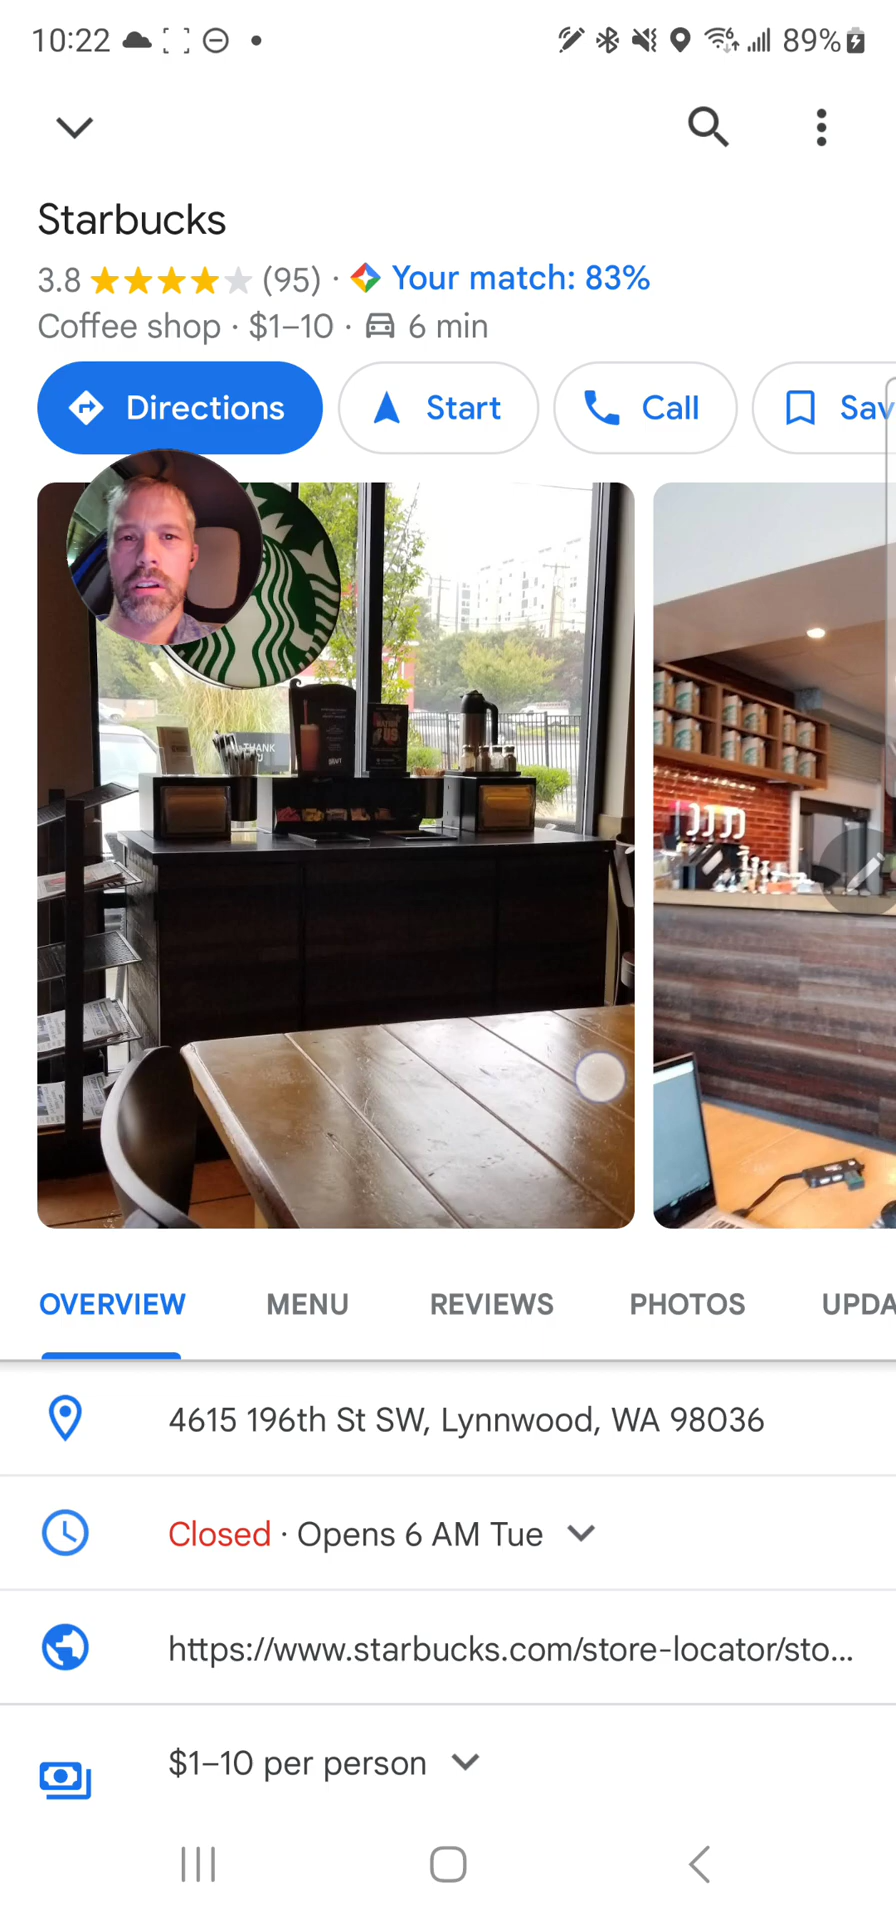 10:22
89%
Starbucks
3.8 (95) · Your match: 83%
Coffee shop · $1–10 · 6 min
Directions
Start
Call
Sav
THANK
US
OVERVIEW
MENU
REVIEWS
PHOTOS
UPDA
4615 196th St SW, Lynnwood, WA 98036
Closed · Opens 6 AM Tue
https://www.starbucks.com/store-locator/sto...
$1–10 per person